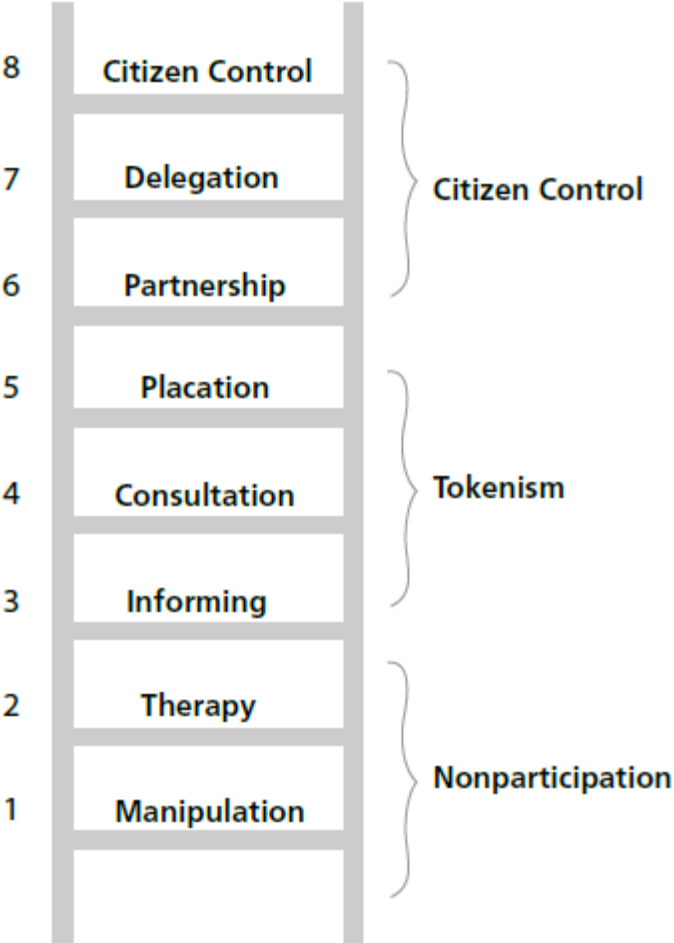 8 Citizen Control
7 Delegation
Citizen Control
6 Partnership
5 Placation
4 Consultation
Tokenism
3 Informing
2 Therapy
Nonparticipation
1 Manipulation